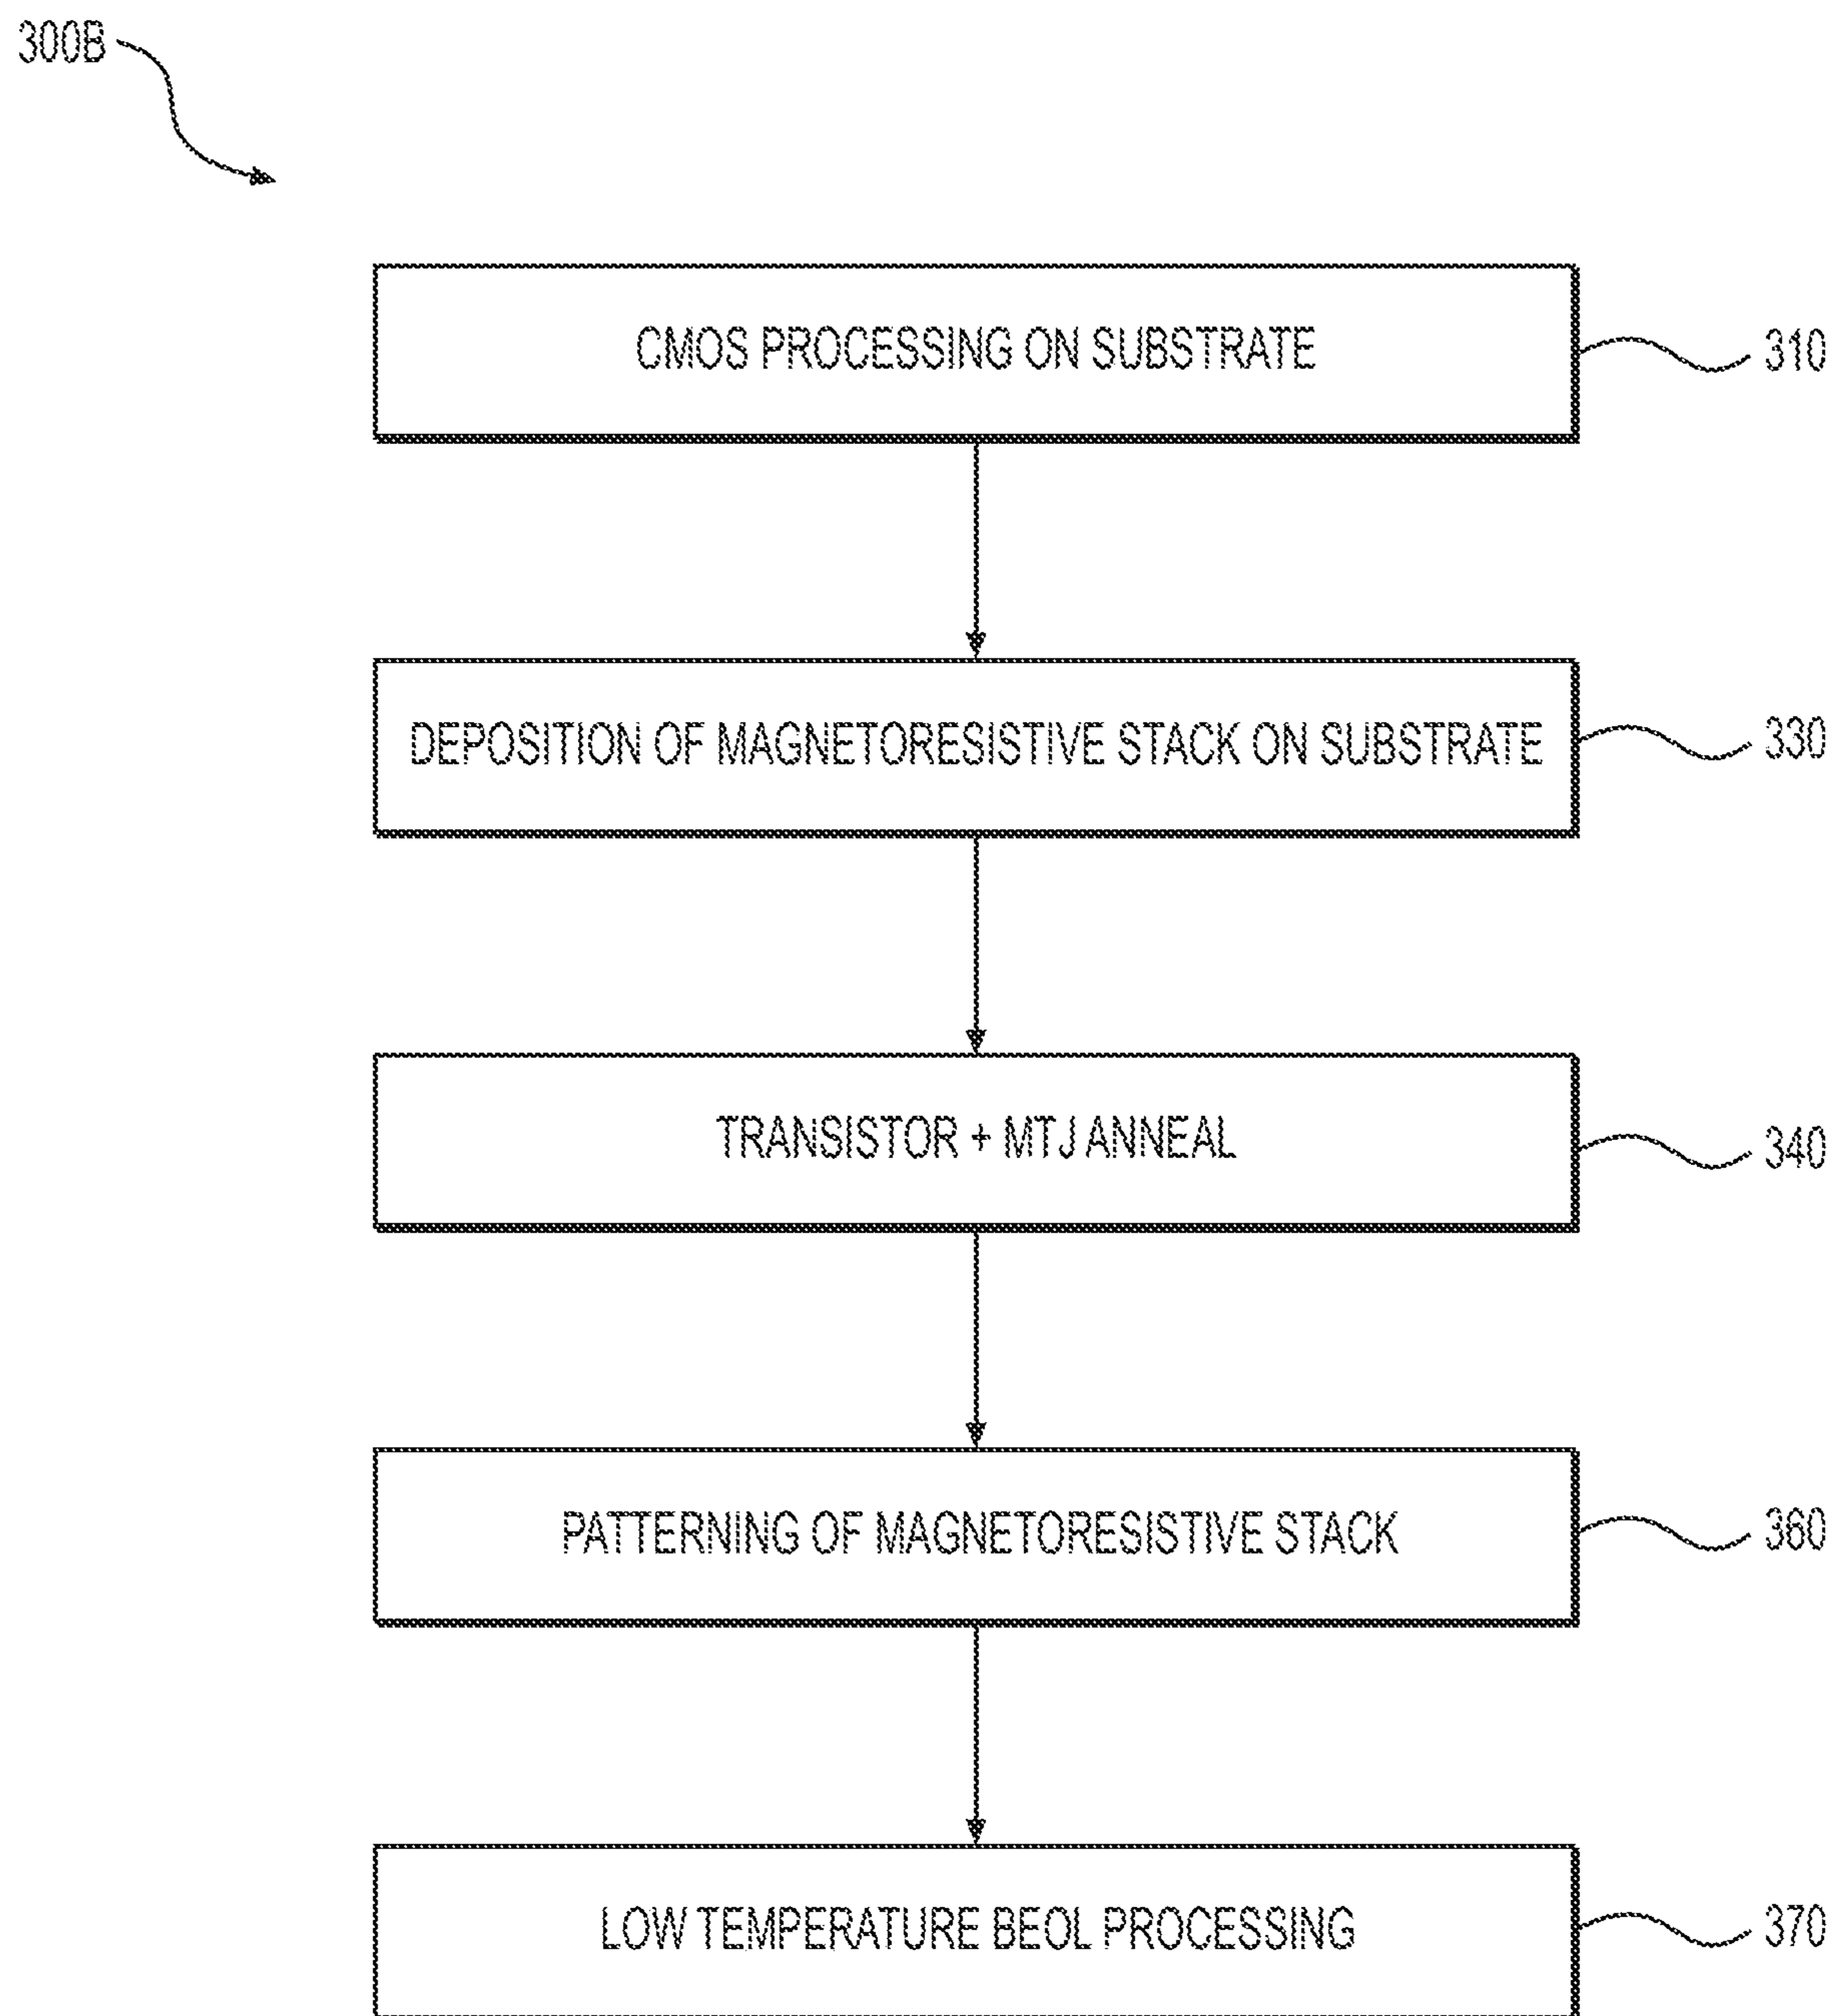 300B
CMOS PROCESSING ON SUBSTRATE
310
DEPOSITION OF MAGNETORESISTIVE STACK ON SUBSTRATE
330
TRANSISTOR + MTJ ANNEAL
340
PATTERNING OF MAGNETORESISTIVE STACK
360
LOW TEMPERATURE BEOL PROCESSING
370